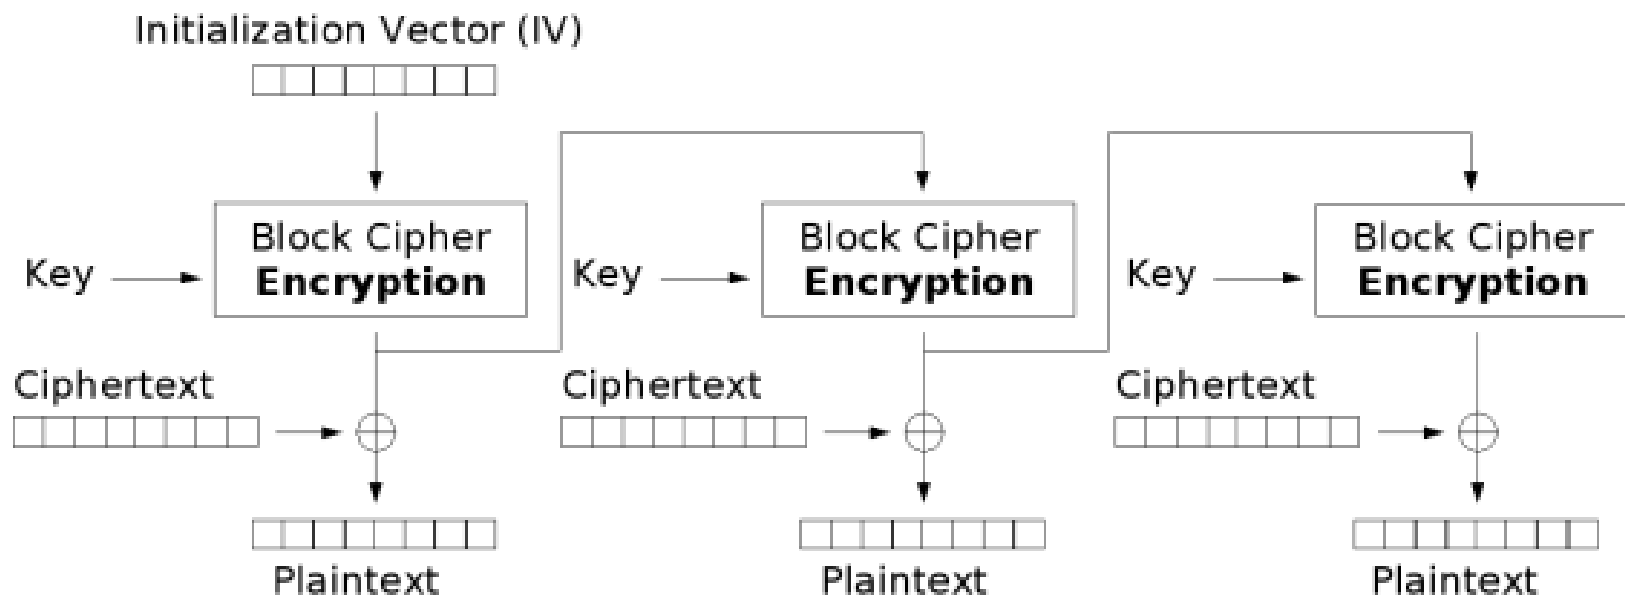 Initialization Vector (IV)
Key
Block Cipher
Encryption
Key
Block Cipher
Encryption
Key
Block Cipher
Encryption
Ciphertext
Ciphertext
Ciphertext
Plaintext
Plaintext
Plaintext